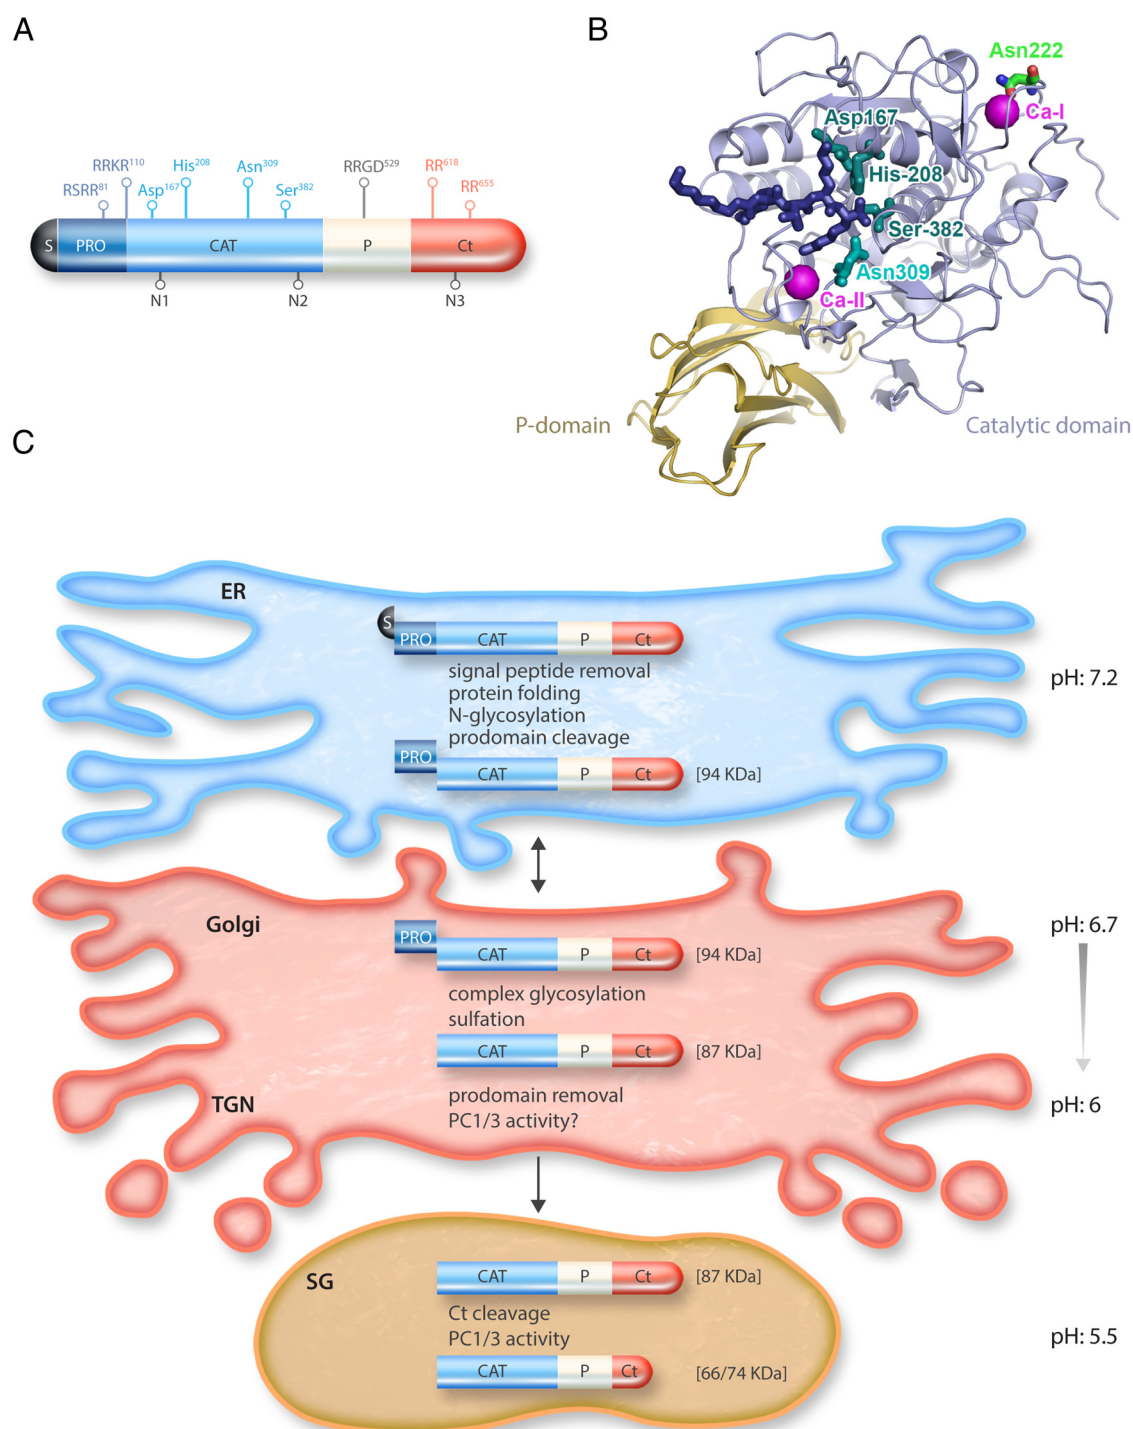 A
RRKR110 His208 Asn309 RRGD529 RR618
RSRR81 Asp167 Ser382 RR655
S PRO CAT P Ct
N1 N2 N3
B
Asn222
Ca-I
Asp167
His-208
Ser-382
Asn309
Ca-II
P-domain
Catalytic domain
C
ER
S
PRO CAT P Ct
signal peptide removal
protein folding
N-glycosylation
prodomain cleavage
PRO
CAT P Ct [94 KDa]
pH: 7.2
Golgi
PRO
CAT P Ct [94 KDa]
pH: 6.7
complex glycosylation
sulfation
CAT P Ct [87 KDa]
TGN
prodomain removal
PC1/3 activity?
pH: 6
SG
CAT P Ct [87 KDa]
Ct cleavage
PC1/3 activity
pH: 5.5
CAT P Ct [66/74 KDa]